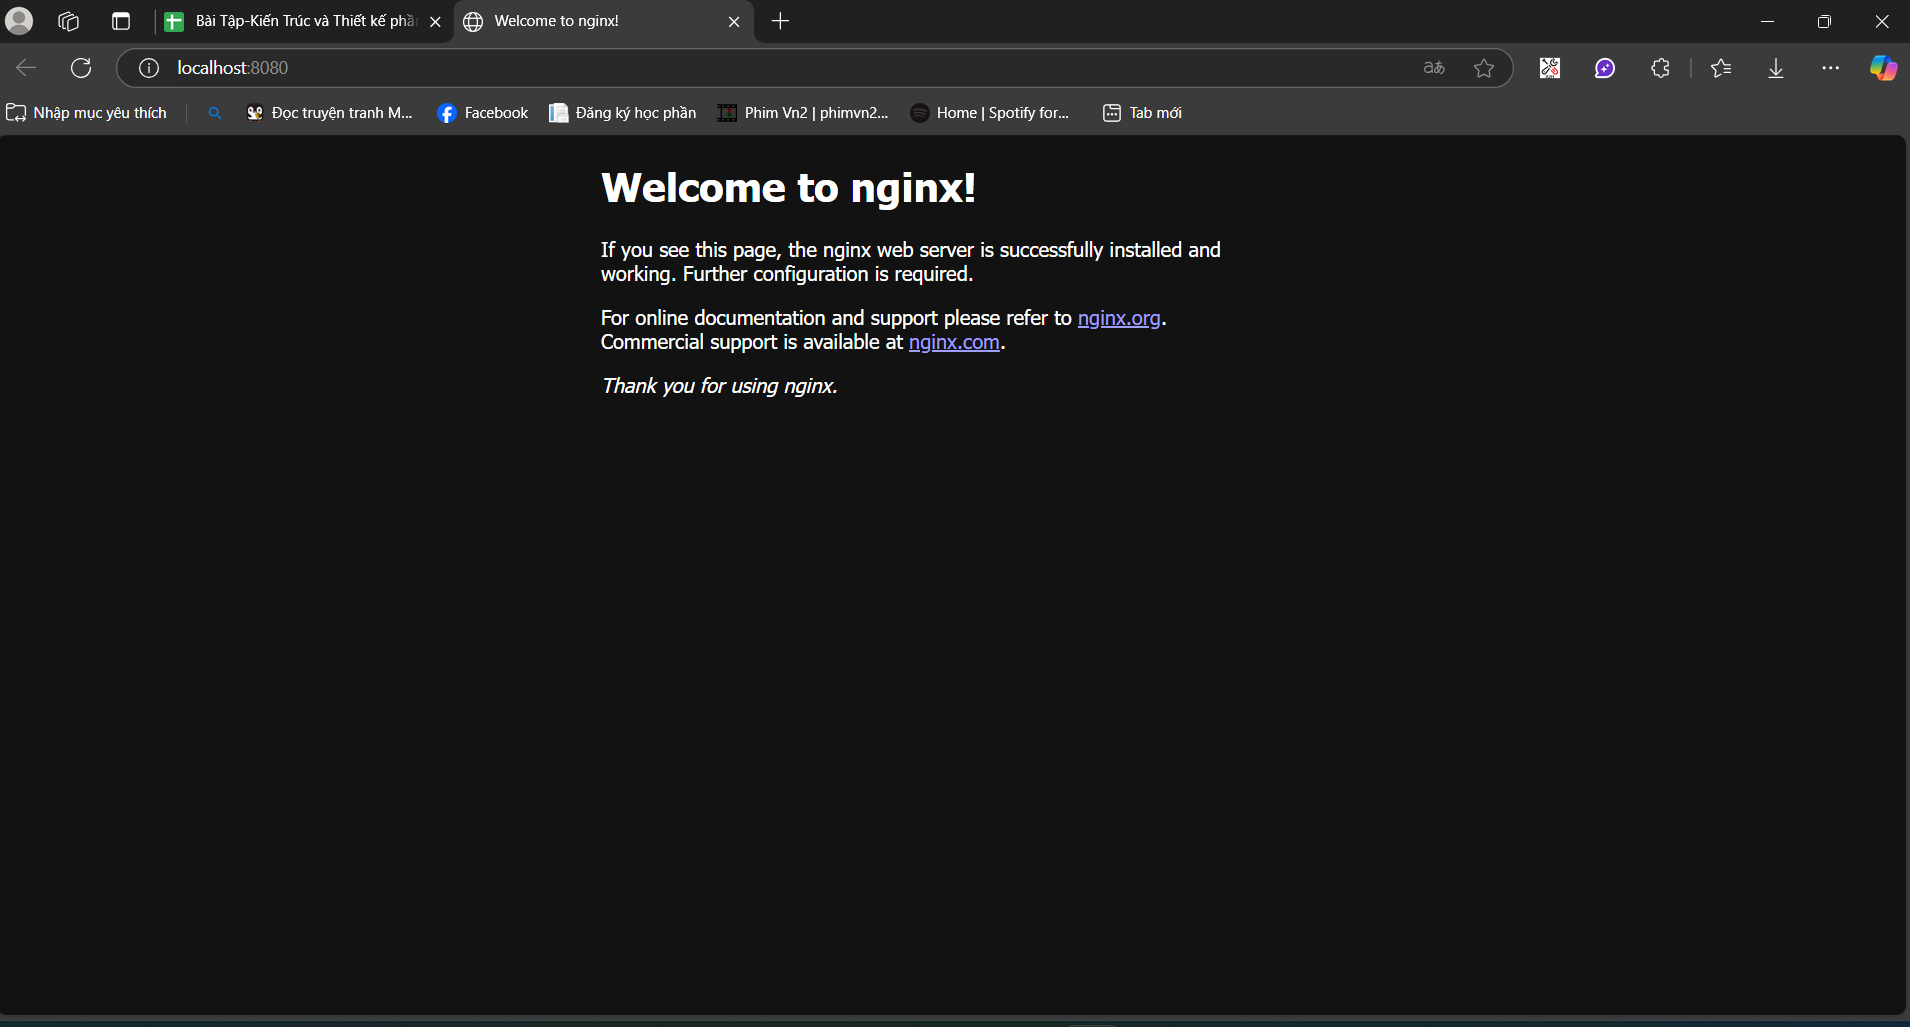 Bài Tập-Kiến Trúc và Thiết kế phần
Welcome to nginx!
localhost:8080
aあ
Nhập mục yêu thích
Đọc truyện tranh M...
Facebook
Đăng ký học phần
Phim Vn2 | phimvn2...
Home | Spotify for...
Tab mới
Welcome to nginx!
If you see this page, the nginx web server is successfully installed and
working. Further configuration is required.
For online documentation and support please refer to nginx.org.
Commercial support is available at nginx.com.
Thank you for using nginx.